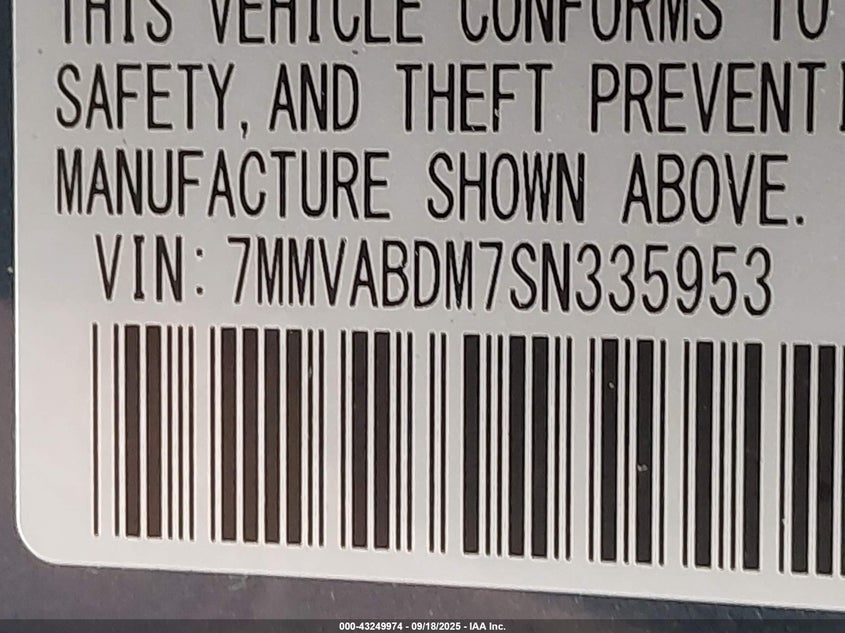 THIS VEHICLE CONFORMS TO
SAFETY, AND THEFT PREVENT
MANUFACTURE SHOWN ABOVE.
VIN: 7MMVABDM7SN335953
000-43249974 - 09/18/2025 - IAA Inc.